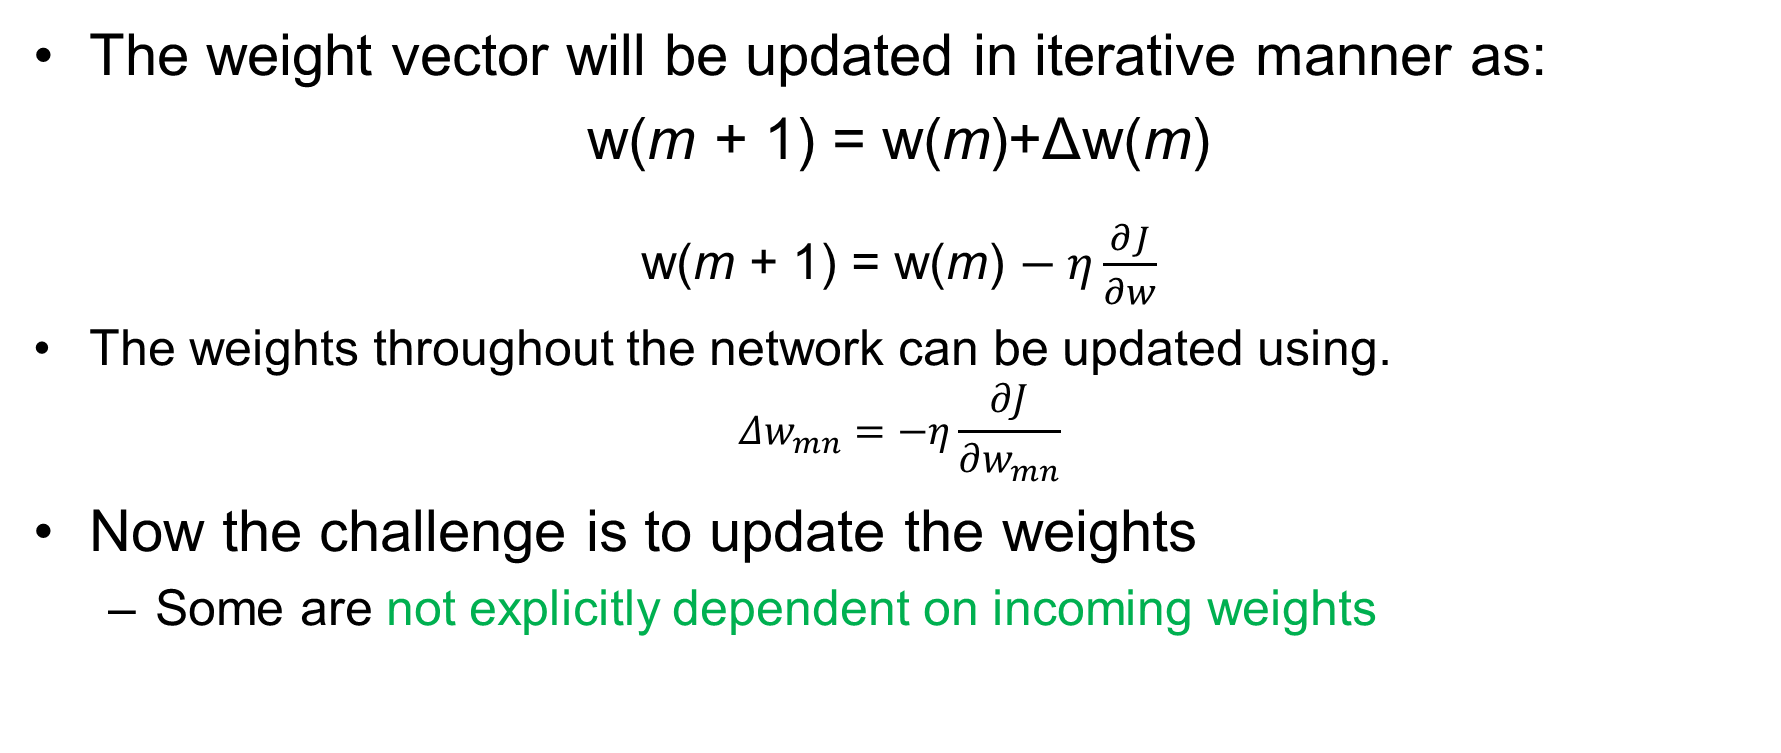 • The weight vector will be updated in iterative manner as:
w(m + 1) = w(m)+Δw(m)
w(m + 1) = w(m) − η ∂J/∂w
• The weights throughout the network can be updated using.
Δw_mn = −η ∂J/∂w_mn
• Now the challenge is to update the weights
– Some are not explicitly dependent on incoming weights